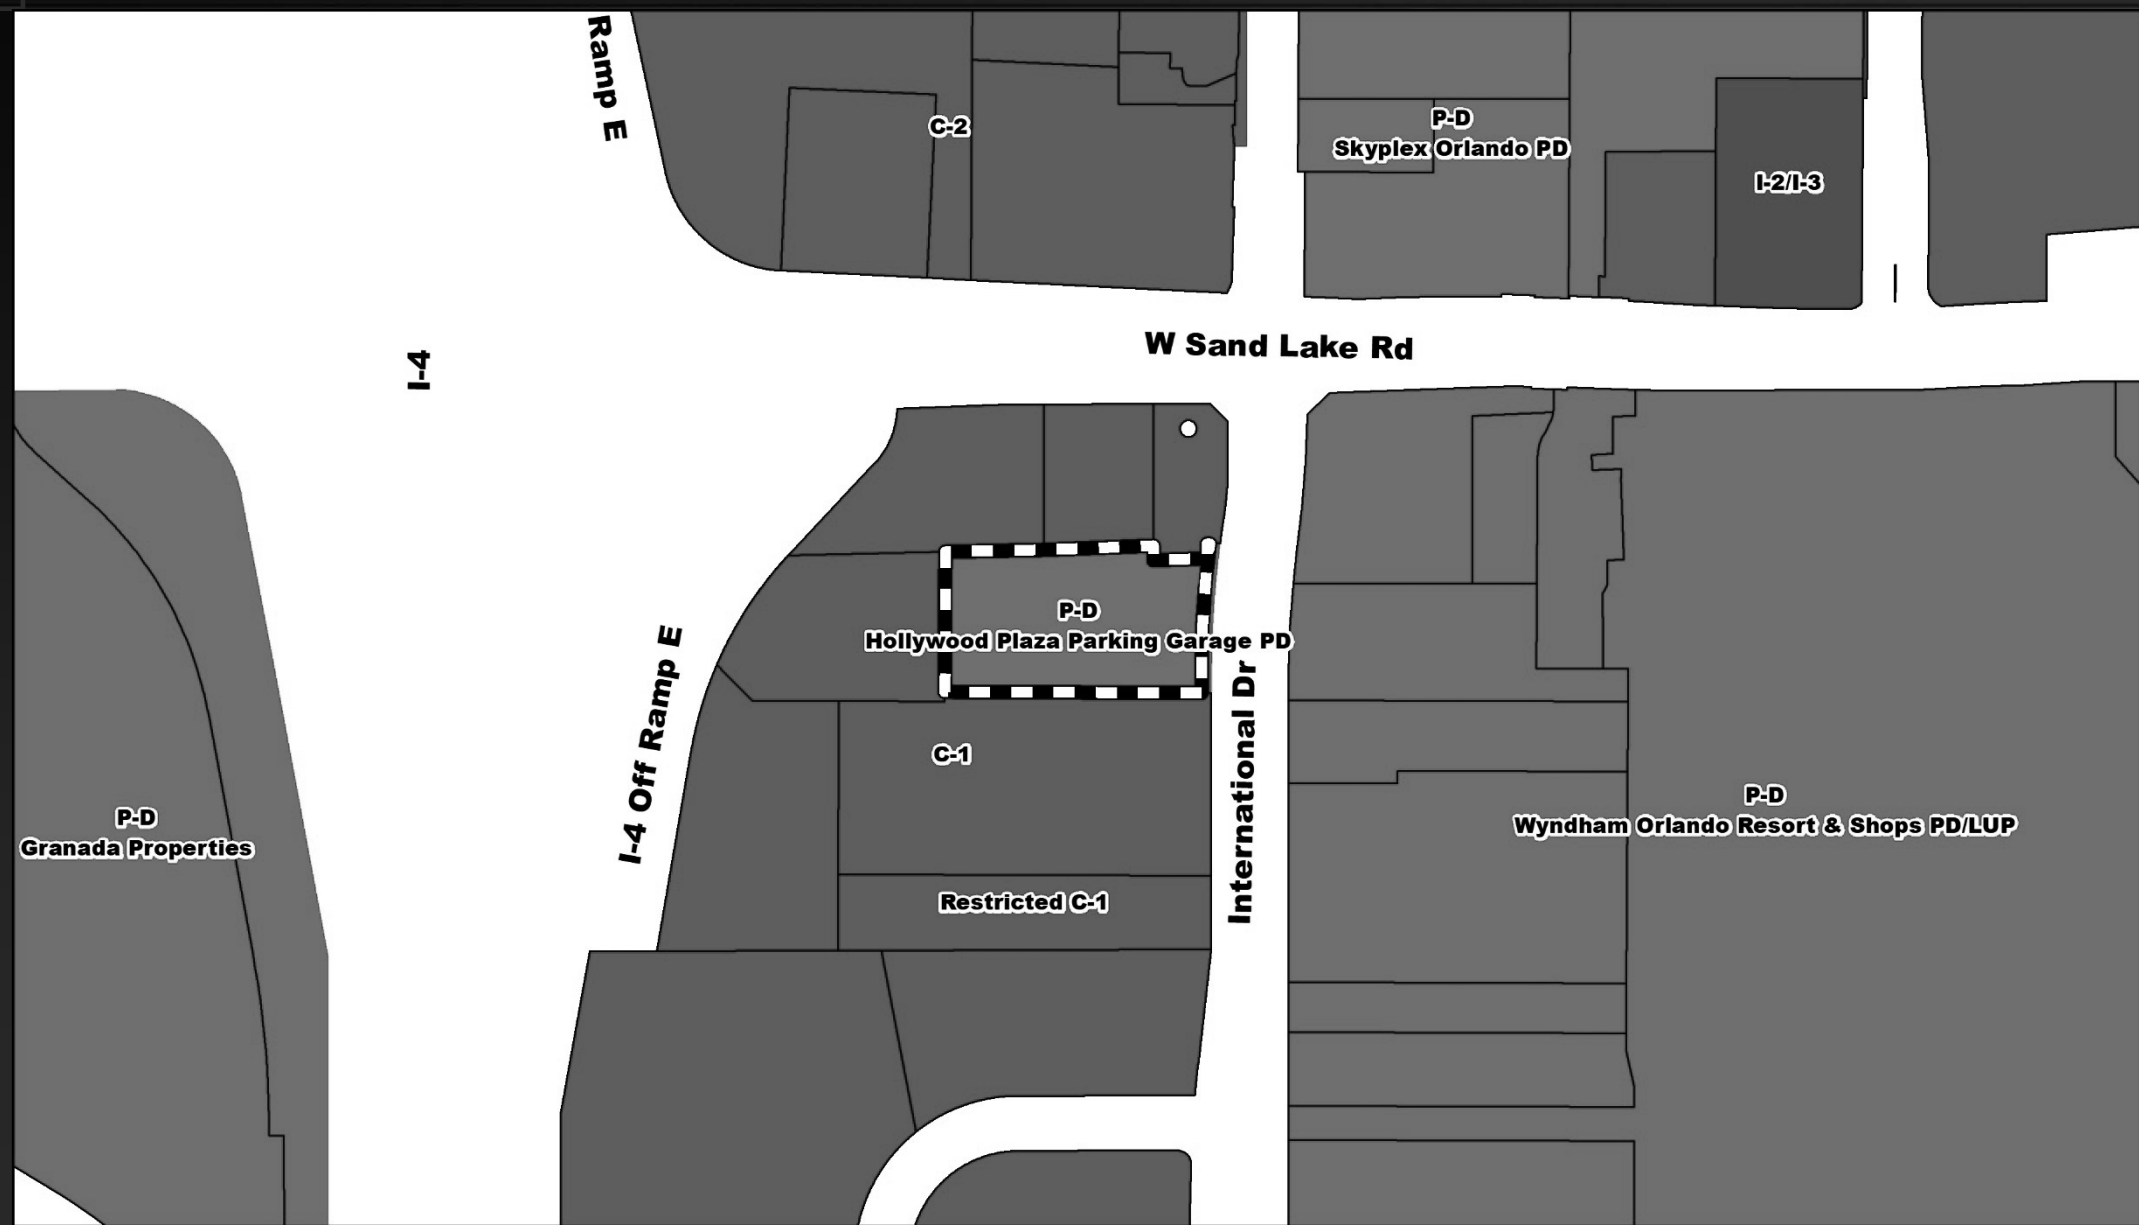 Ramp E
C-2
P-D
Skyplex Orlando PD
I-2/I-3
W Sand Lake Rd
I-4
P-D
Hollywood Plaza Parking Garage PD
I-4 Off Ramp E
International Dr
C-1
P-D
Granada Properties
P-D
Wyndham Orlando Resort & Shops PD/LUP
Restricted C-1